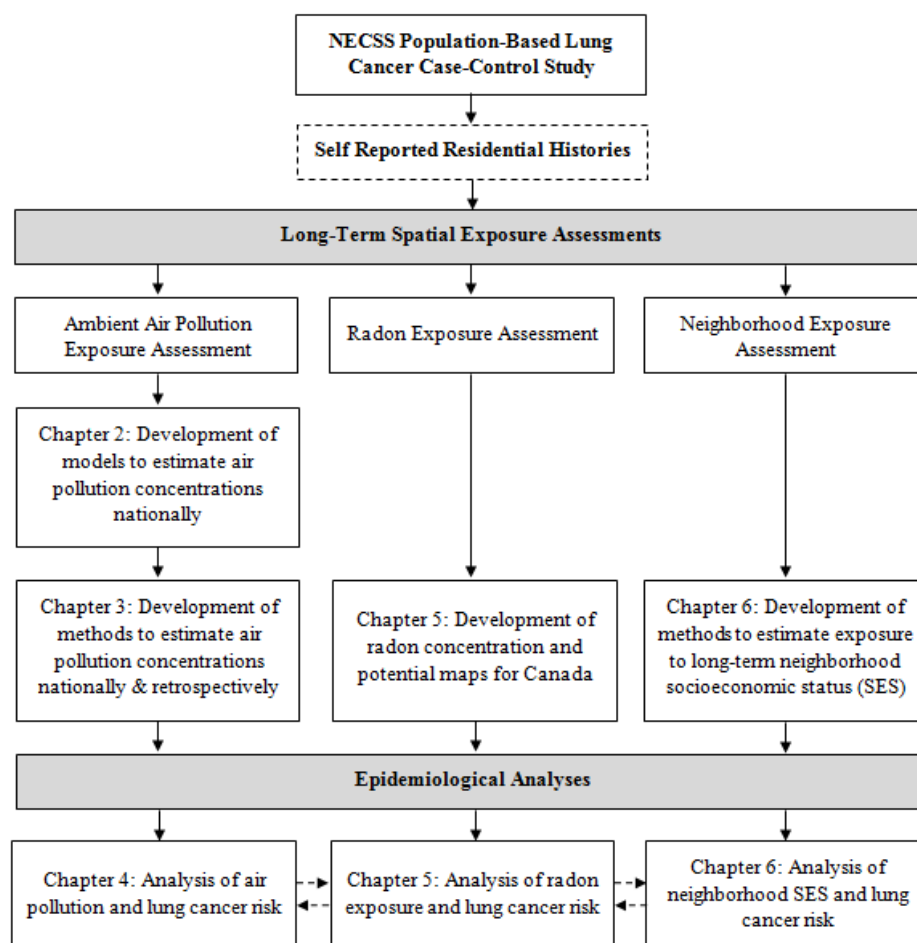 NECSS Population-Based Lung
Cancer Case-Control Study
Self Reported Residential Histories
Long-Term Spatial Exposure Assessments
Ambient Air Pollution
Exposure Assessment
Radon Exposure Assessment
Neighborhood Exposure
Assessment
Chapter 2: Development of
models to estimate air
pollution concentrations
nationally
Chapter 3: Development of
methods to estimate air
pollution concentrations
nationally & retrospectively
Chapter 5: Development of
radon concentration and
potential maps for Canada
Chapter 6: Development of
methods to estimate exposure
to long-term neighborhood
socioeconomic status (SES)
Epidemiological Analyses
Chapter 4: Analysis of air
pollution and lung cancer risk
Chapter 5: Analysis of radon
exposure and lung cancer risk
Chapter 6: Analysis of
neighborhood SES and lung
cancer risk